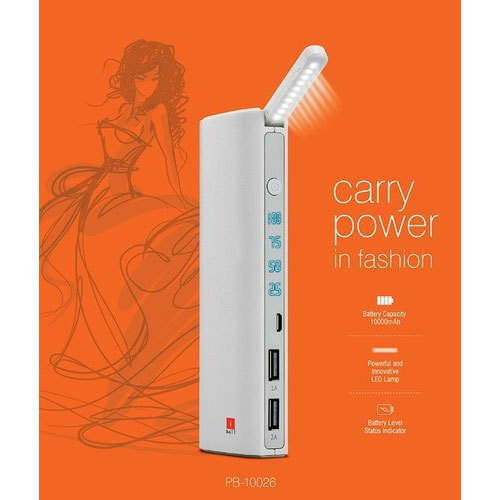 carry
power
in fashion
100
75
50
25
Battery Capacity
10000mAh
Powerful and
Innovative
LED Lamp
Battery Level
Status Indicator
1A
2A
i
Ball
PB-10026